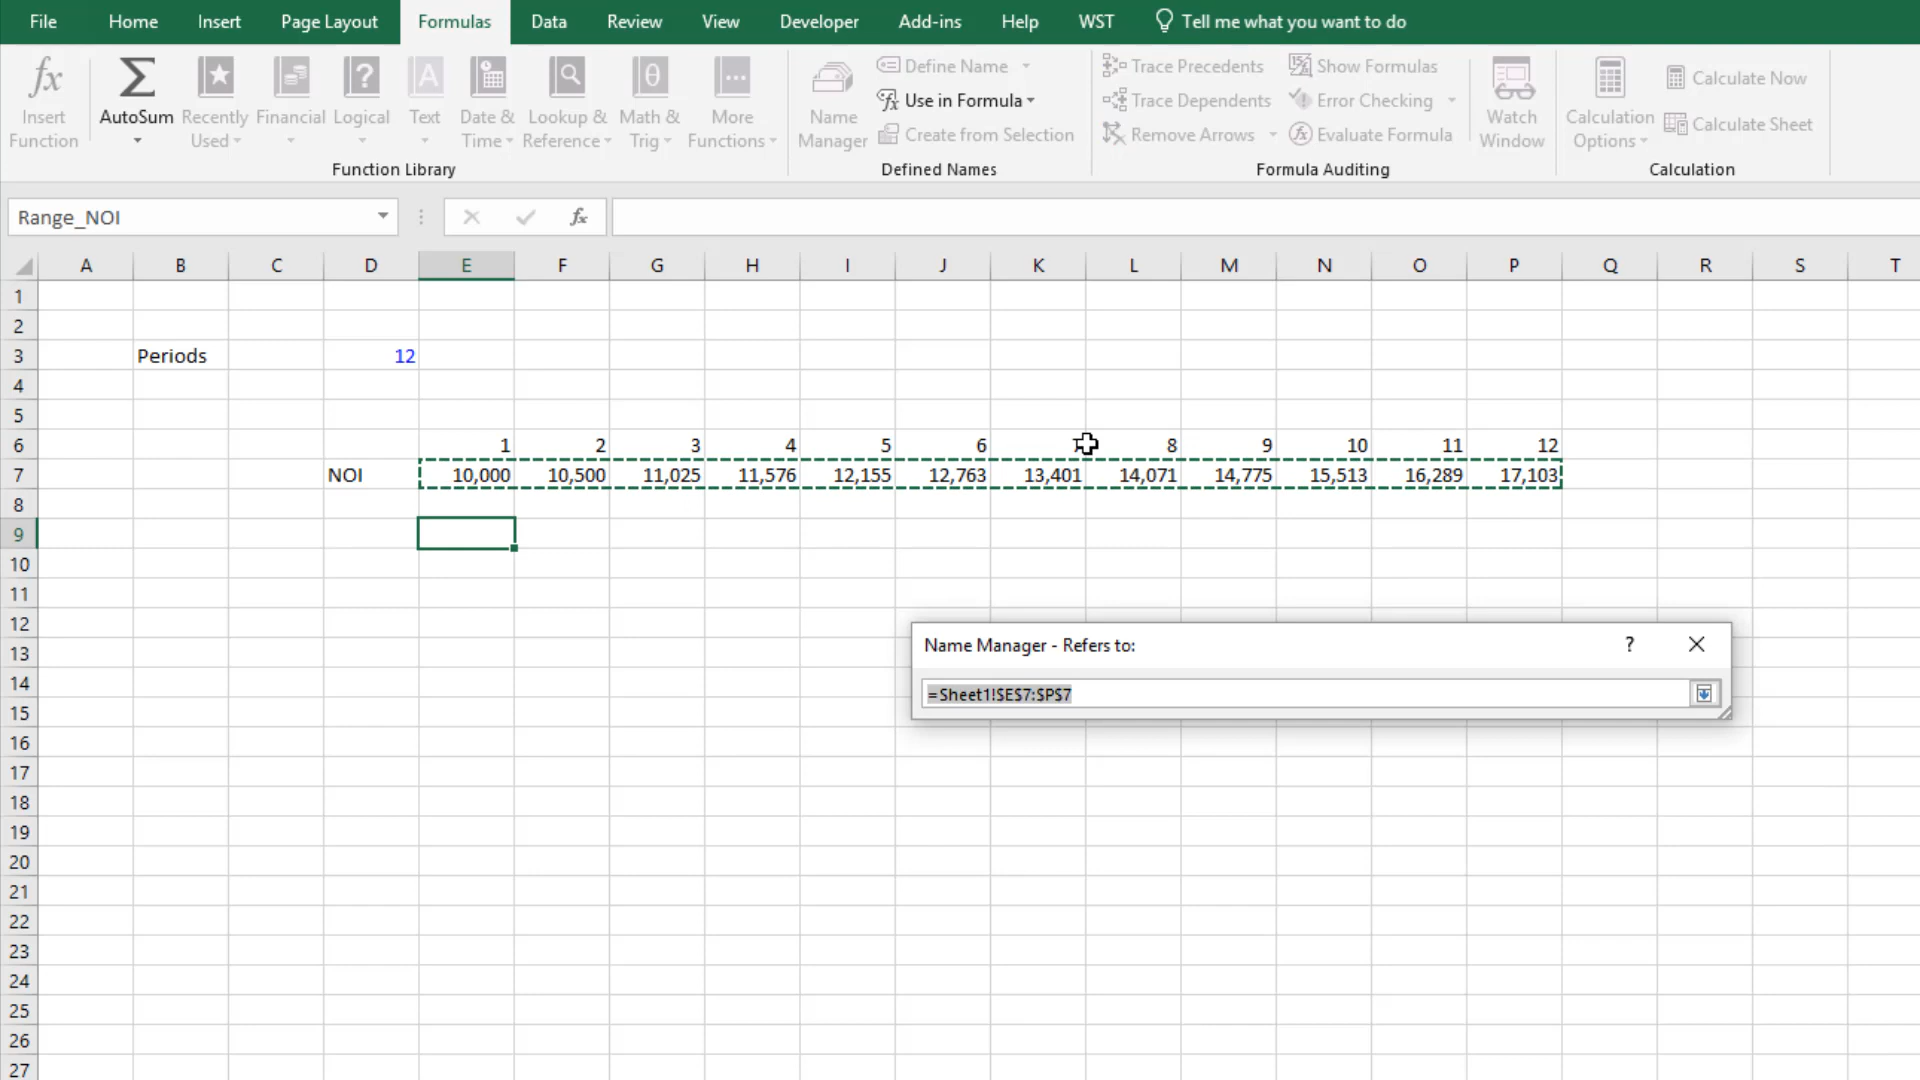 File Home Insert Page Layout Formulas Data Review View Developer Add-ins Help WST Tell me what you want to do
fx Σ θ
Insert Function
AutoSum
Recently Used
Financial
Logical
Text
Date & Time
Lookup & Reference
Math & Trig
More Functions
Function Library
Name Manager
Define Name
Use in Formula
Create from Selection
Defined Names
Trace Precedents
Trace Dependents
Remove Arrows
Show Formulas
Error Checking
Evaluate Formula
Watch Window
Formula Auditing
Calculation Options
Calculate Now
Calculate Sheet
Calculation
Range_NOI fx
A B C D E F G H I J K L M N O P Q R S T
1
2
3 Periods 12
4
5
6 1 2 3 4 5 6 8 9 10 11 12
7 NOI 10,000 10,500 11,025 11,576 12,155 12,763 13,401 14,071 14,775 15,513 16,289 17,103
8
9
10
11
12
13
14
15
16
17
18
19
20
21
22
23
24
25
26
27
Name Manager - Refers to: ?
=Sheet1!$E$7:$P$7